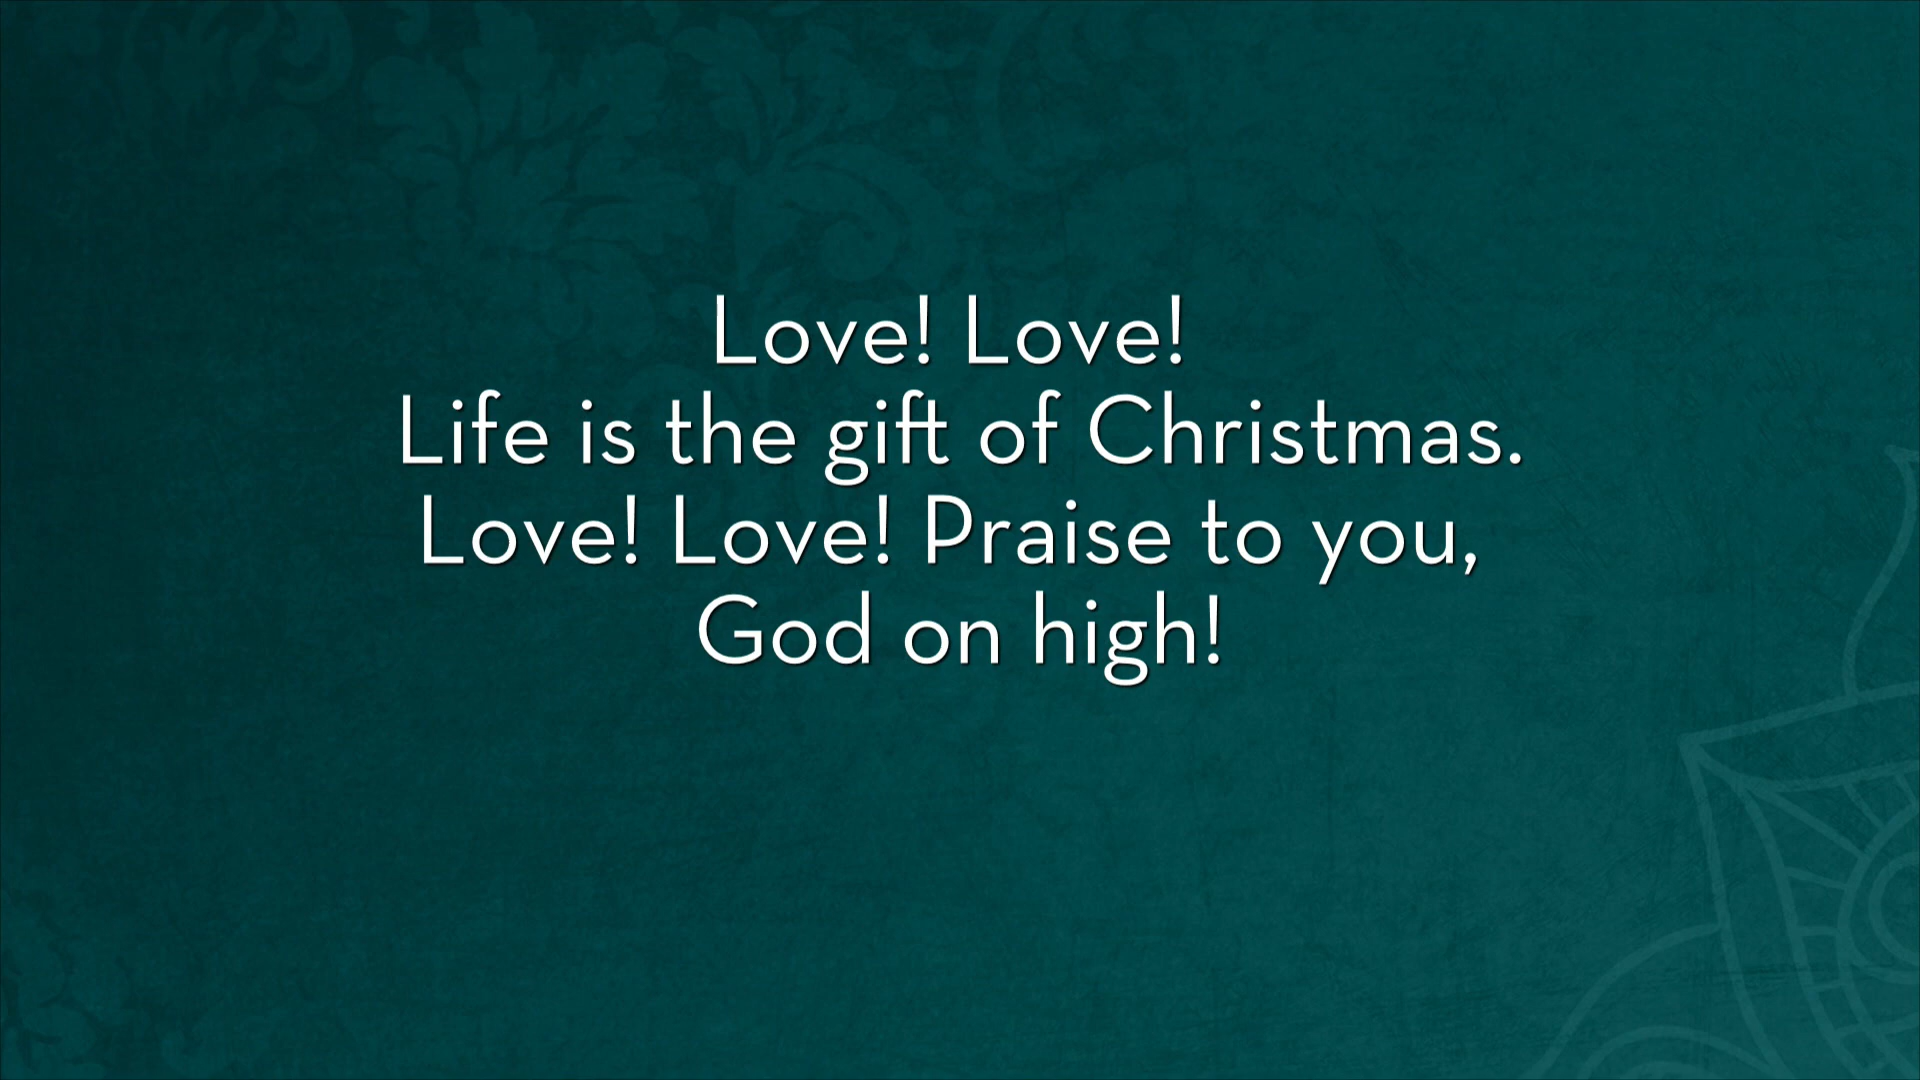 Love! Love!
Life is the gift of Christmas.
Love! Love! Praise to you,
God on high!